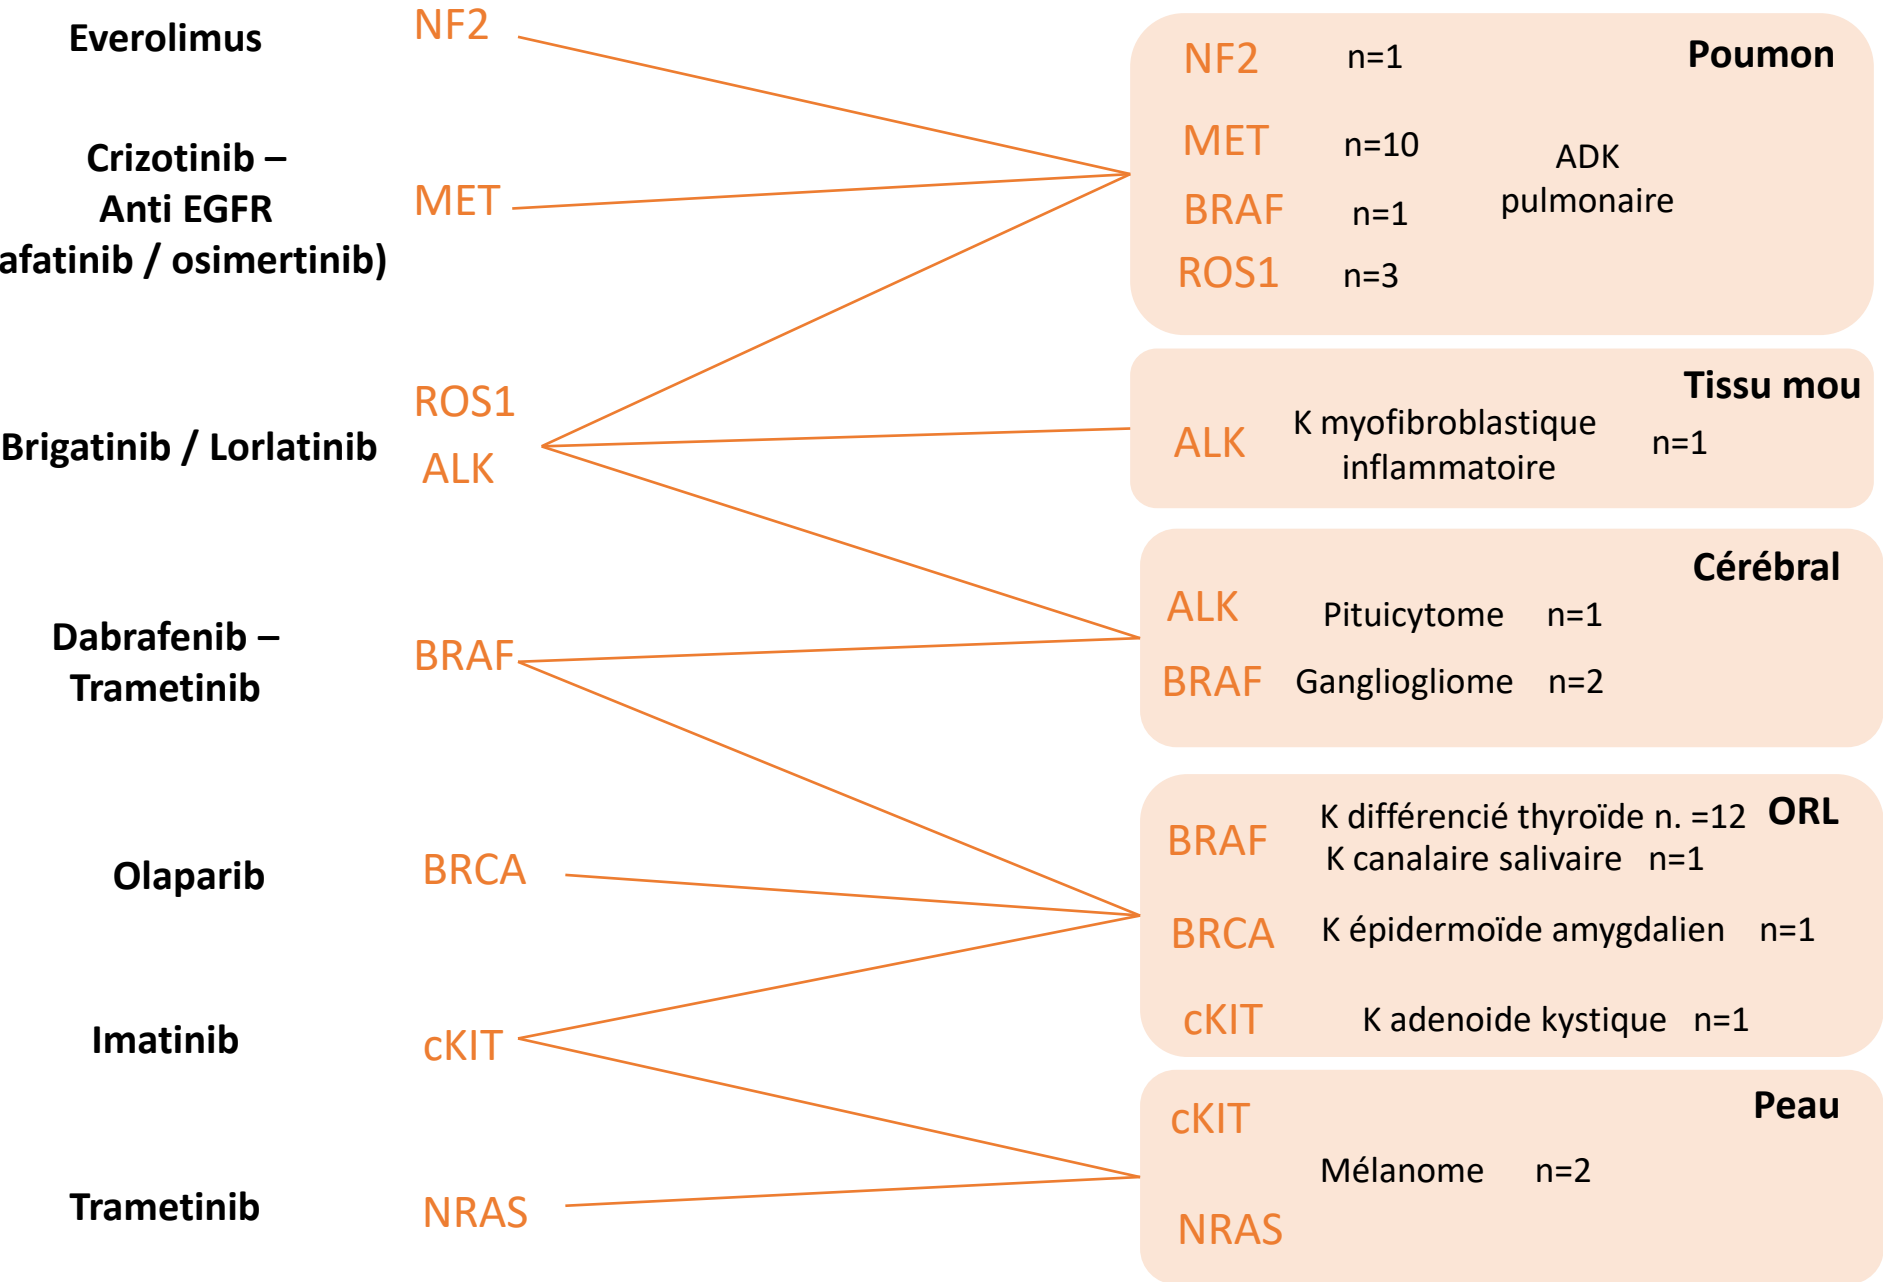 Everolimus
NF2
Crizotinib –
Anti EGFR
afatinib / osimertinib)
MET
Brigatinib / Lorlatinib
ROS1
ALK
Dabrafenib –
Trametinib
BRAF
Olaparib
BRCA
Imatinib
cKIT
Trametinib
NRAS
Poumon
NF2 n=1
MET n=10
BRAF n=1
ROS1 n=3
ADK
pulmonaire
Tissu mou
ALK
K myofibroblastique
inflammatoire
n=1
Cérébral
ALK Pituicytome n=1
BRAF Gangliogliome n=2
ORL
BRAF
K différencié thyroïde n. =12
K canalaire salivaire n=1
BRCA K épidermoïde amygdalien n=1
cKIT K adenoide kystique n=1
Peau
cKIT
Mélanome n=2
NRAS